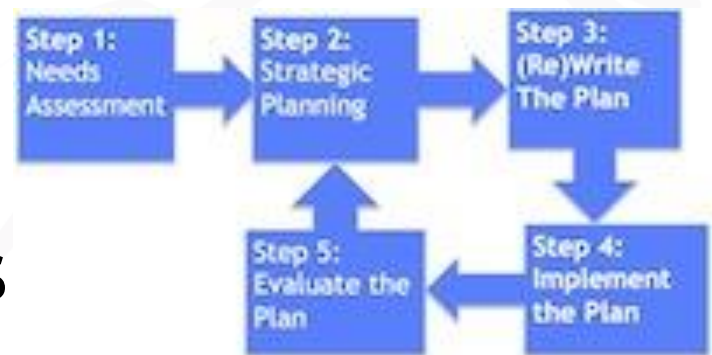 Step 1:
Needs
Assessment
Step 2:
Strategic
Planning
Step 3:
(Re)Write
The Plan
Step 4:
Implement
the Plan
Step 5:
Evaluate the
Plan
s